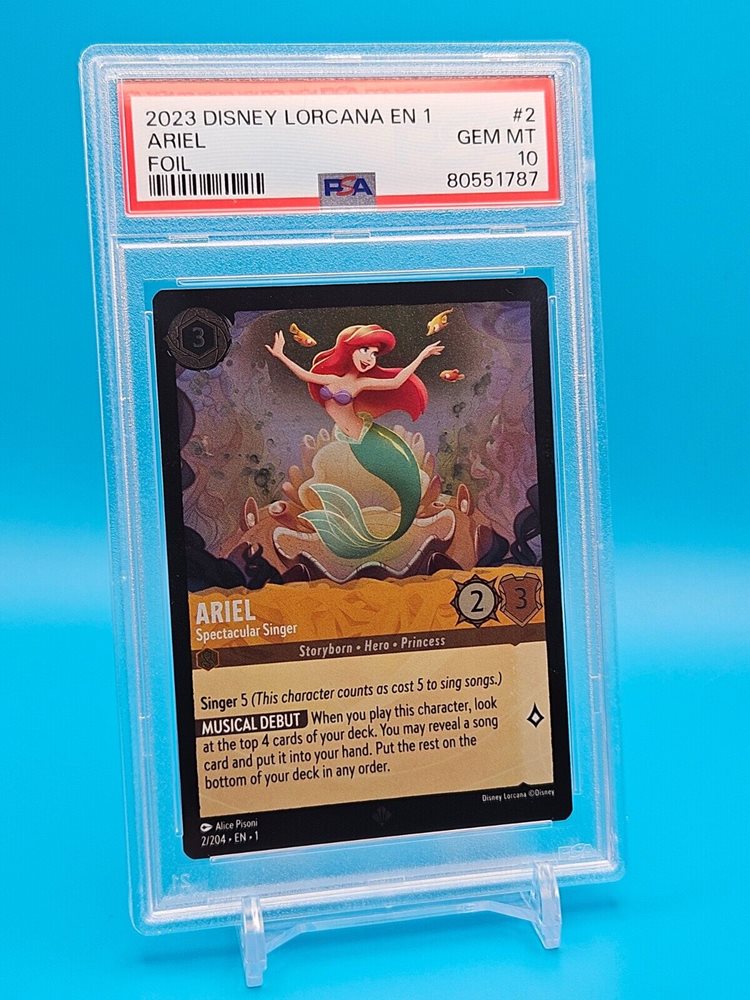 2023 DISNEY LORCANA EN 1 #2
ARIEL GEM MT
FOIL 10
PSA 80551787
3
ARIEL
Spectacular Singer
2 3
Storyborn • Hero • Princess
Singer 5 (This character counts as cost 5 to sing songs.)
MUSICAL DEBUT When you play this character, look
at the top 4 cards of your deck. You may reveal a song
card and put it into your hand. Put the rest on the
bottom of your deck in any order.
Disney Lorcana ©Disney
Alice Pisoni
2/204 • EN • 1